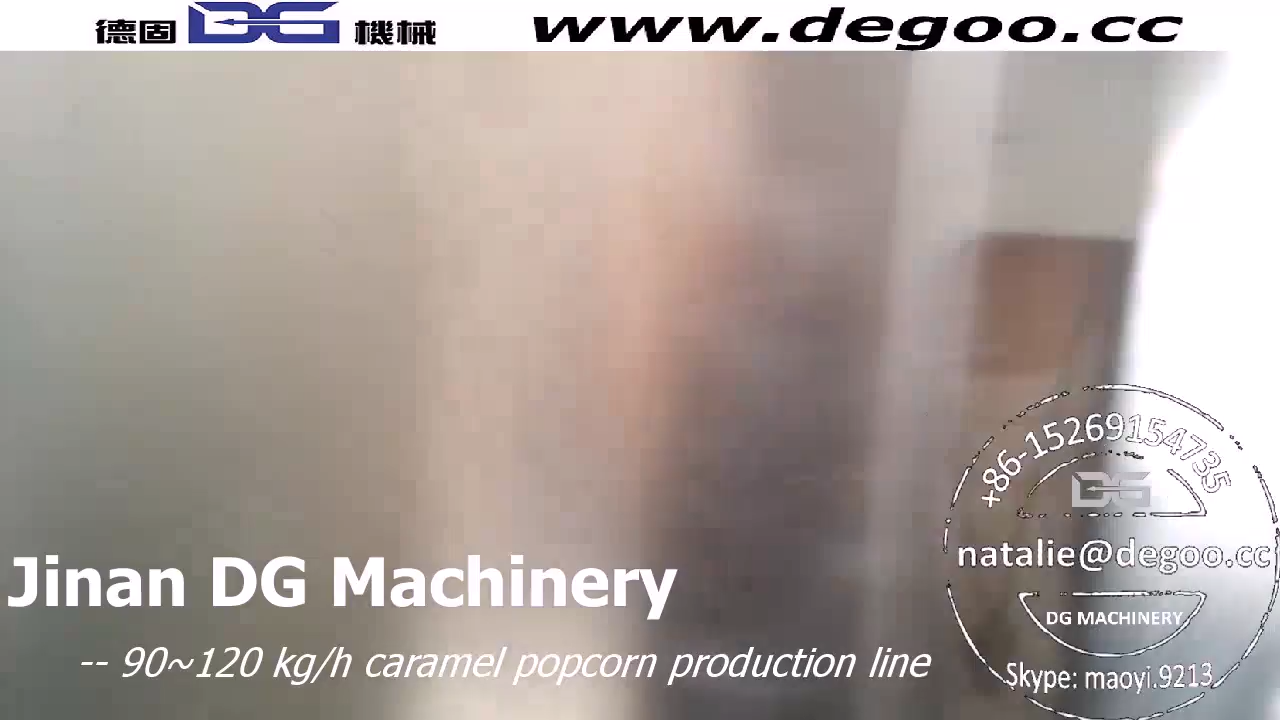 德固 DG 機械 www.degoo.cc
+86-15269154735
DG
natalie@degoo.cc
Jinan DG Machinery
DG MACHINERY
-- 90~120 kg/h caramel popcorn production line
Skype: maoyi.9213